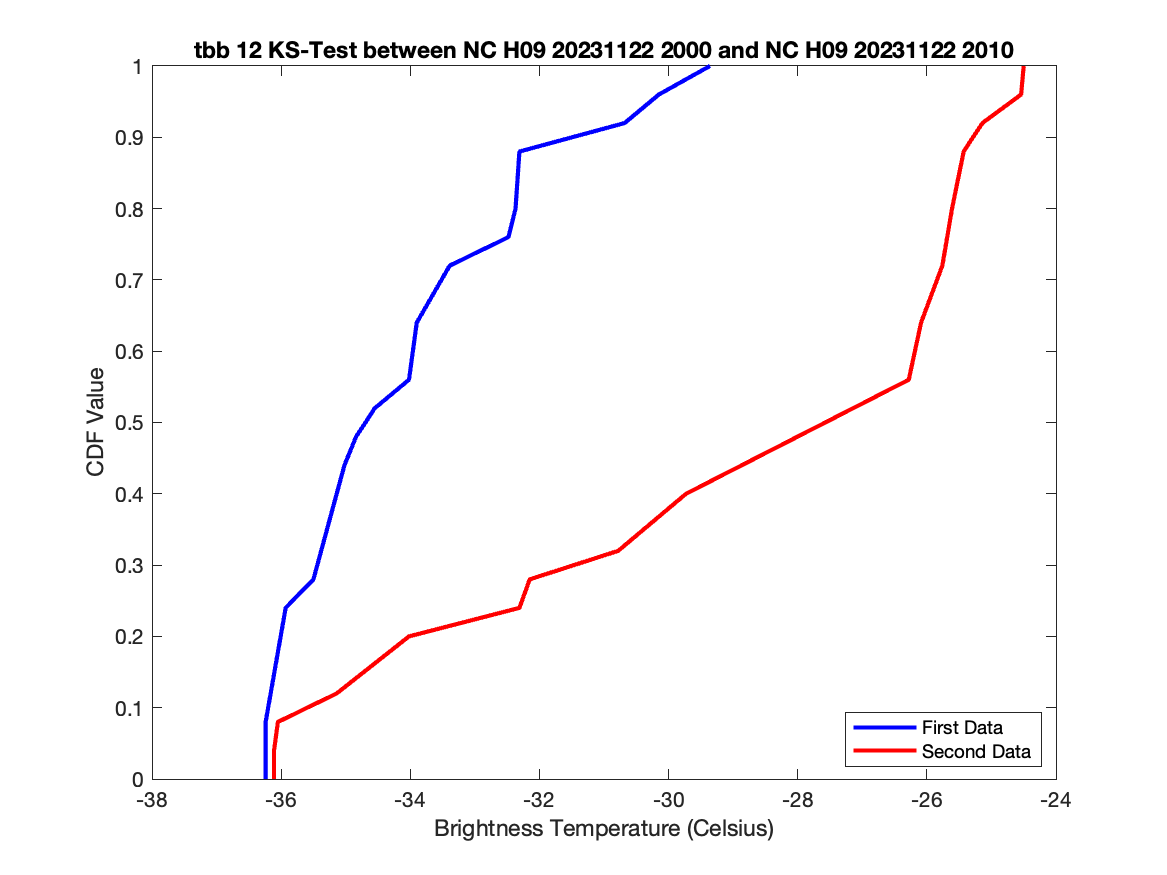 tbb 12 KS-Test between NC H09 20231122 2000 and NC H09 20231122 2010
1
0.9
0.8
0.7
0.6
0.5
0.4
0.3
0.2
0.1
0
CDF Value
First Data
Second Data
-38 -36 -34 -32 -30 -28 -26 -24
Brightness Temperature (Celsius)